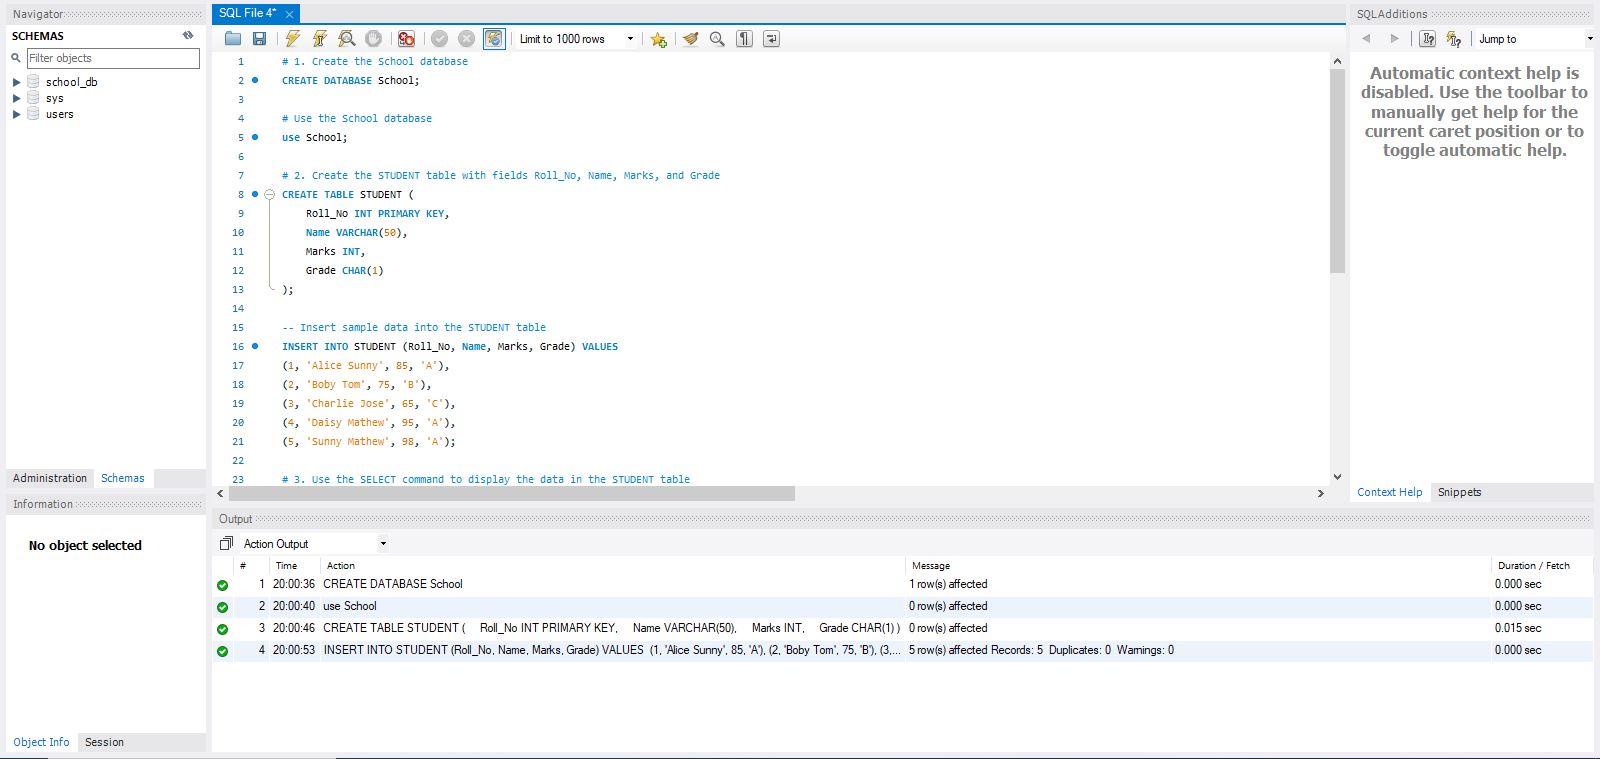 Navigator
SCHEMAS
Filter objects
school_db
sys
users
Administration Schemas
Information
No object selected
Object Info Session
SQL File 4*
Limit to 1000 rows
1 # 1. Create the School database
2 CREATE DATABASE School;
3
4 # Use the School database
5 use School;
6
7 # 2. Create the STUDENT table with fields Roll_No, Name, Marks, and Grade
8 CREATE TABLE STUDENT (
9 Roll_No INT PRIMARY KEY,
10 Name VARCHAR(50),
11 Marks INT,
12 Grade CHAR(1)
13 );
14
15 -- Insert sample data into the STUDENT table
16 INSERT INTO STUDENT (Roll_No, Name, Marks, Grade) VALUES
17 (1, 'Alice Sunny', 85, 'A'),
18 (2, 'Boby Tom', 75, 'B'),
19 (3, 'Charlie Jose', 65, 'C'),
20 (4, 'Daisy Mathew', 95, 'A'),
21 (5, 'Sunny Mathew', 98, 'A');
22
23 # 3. Use the SELECT command to display the data in the STUDENT table
SQLAdditions
Jump to
Automatic context help is
disabled. Use the toolbar to
manually get help for the
current caret position or to
toggle automatic help.
Context Help Snippets
Output
Action Output
# Time Action Message Duration / Fetch
1 20:00:36 CREATE DATABASE School 1 row(s) affected 0.000 sec
2 20:00:40 use School 0 row(s) affected 0.000 sec
3 20:00:46 CREATE TABLE STUDENT ( Roll_No INT PRIMARY KEY, Name VARCHAR(50), Marks INT, Grade CHAR(1) ) 0 row(s) affected 0.015 sec
4 20:00:53 INSERT INTO STUDENT (Roll_No, Name, Marks, Grade) VALUES (1, 'Alice Sunny', 85, 'A'), (2, 'Boby Tom', 75, 'B'), (3,... 5 row(s) affected Records: 5 Duplicates: 0 Warnings: 0 0.000 sec